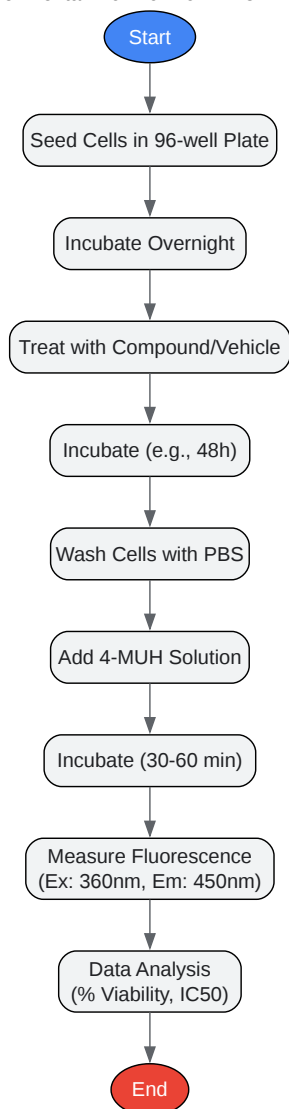 Start
Seed Cells in 96-well Plate
Incubate Overnight
Treat with Compound/Vehicle
Incubate (e.g., 48h)
Wash Cells with PBS
Add 4-MUH Solution
Incubate (30-60 min)
Measure Fluorescence
(Ex: 360nm, Em: 450nm)
Data Analysis
(% Viability, IC50)
End